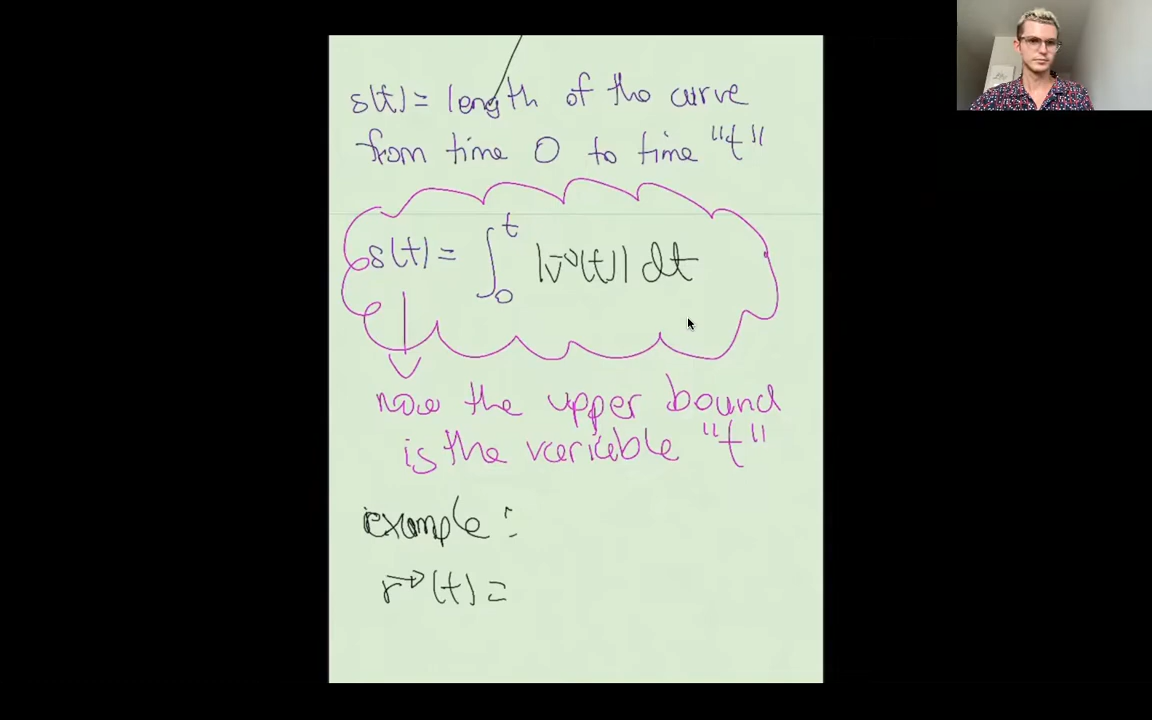 s(t) = length of the curve
from time 0 to time "t"
s(t) = ∫₀ᵗ |v⃗(t)| dt
now the upper bound
is the variable "t"
example:
r⃗(t) =